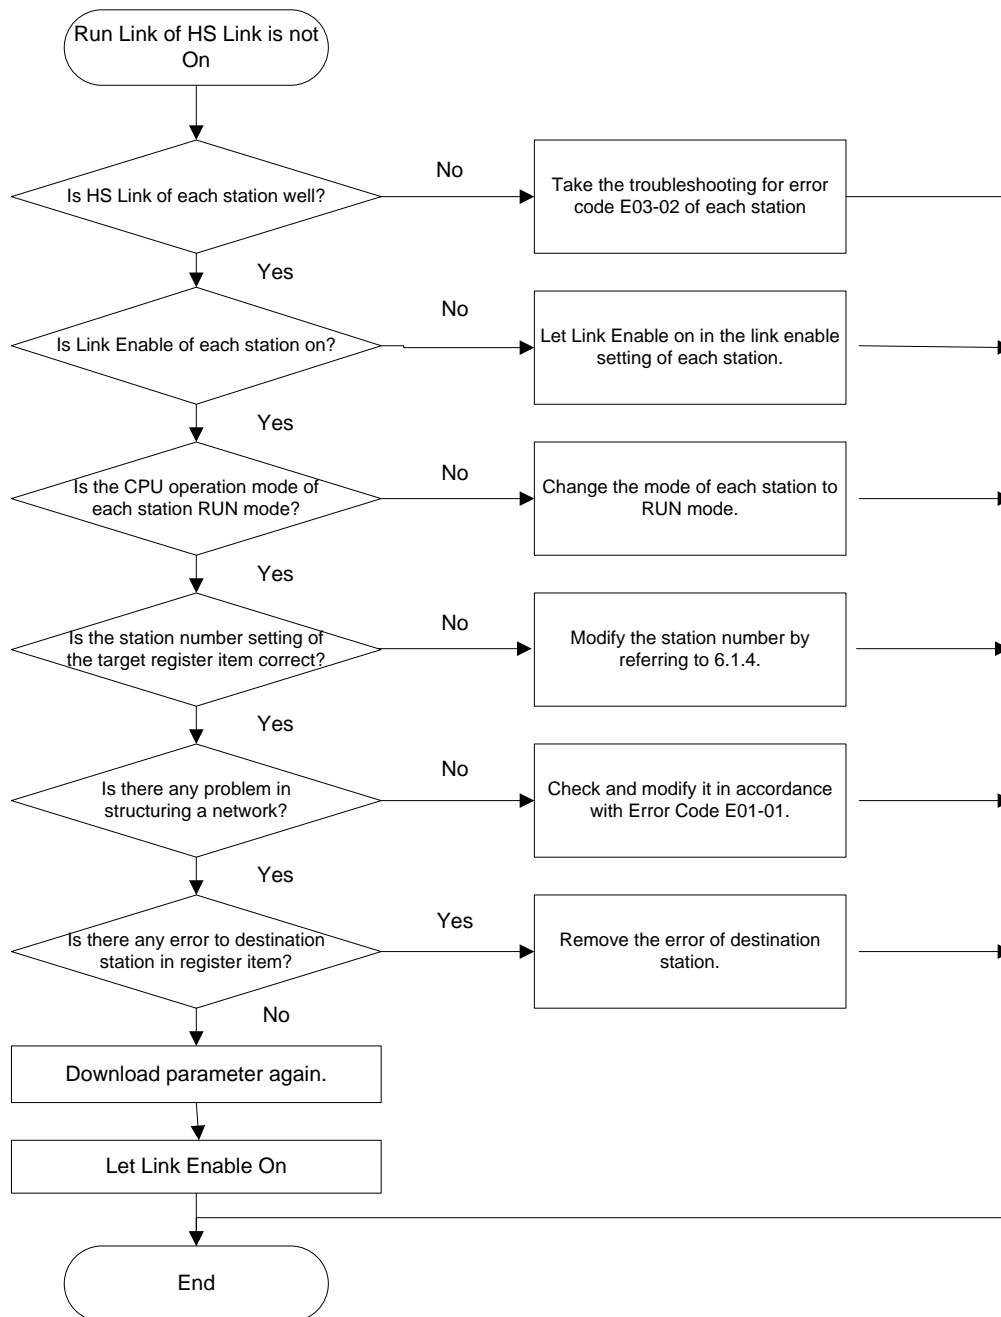 Run Link of HS Link is not
On
Is HS Link of each station well?
No
Take the troubleshooting for error
code E03-02 of each station
Yes
Is Link Enable of each station on?
No
Let Link Enable on in the link enable
setting of each station.
Yes
Is the CPU operation mode of
each station RUN mode?
No
Change the mode of each station to
RUN mode.
Yes
Is the station number setting of
the target register item correct?
No
Modify the station number by
referring to 6.1.4.
Yes
Is there any problem in
structuring a network?
No
Check and modify it in accordance
with Error Code E01-01.
Yes
Is there any error to destination
station in register item?
Yes
Remove the error of destination
station.
No
Download parameter again.
Let Link Enable On
End